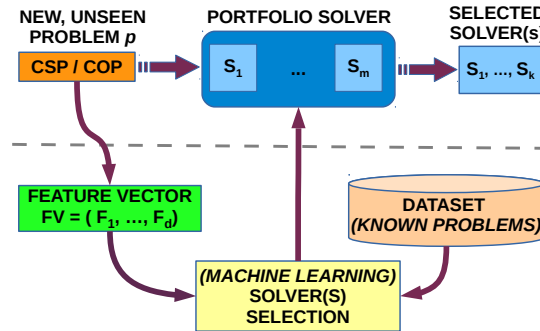 NEW, UNSEEN
PROBLEM p
CSP / COP
PORTFOLIO SOLVER
S1
...
Sm
SELECTED
SOLVER(s)
S1, ..., Sk
FEATURE VECTOR
FV = ( F1, ..., Fd)
DATASET
(KNOWN PROBLEMS)
(MACHINE LEARNING)
SOLVER(S)
SELECTION